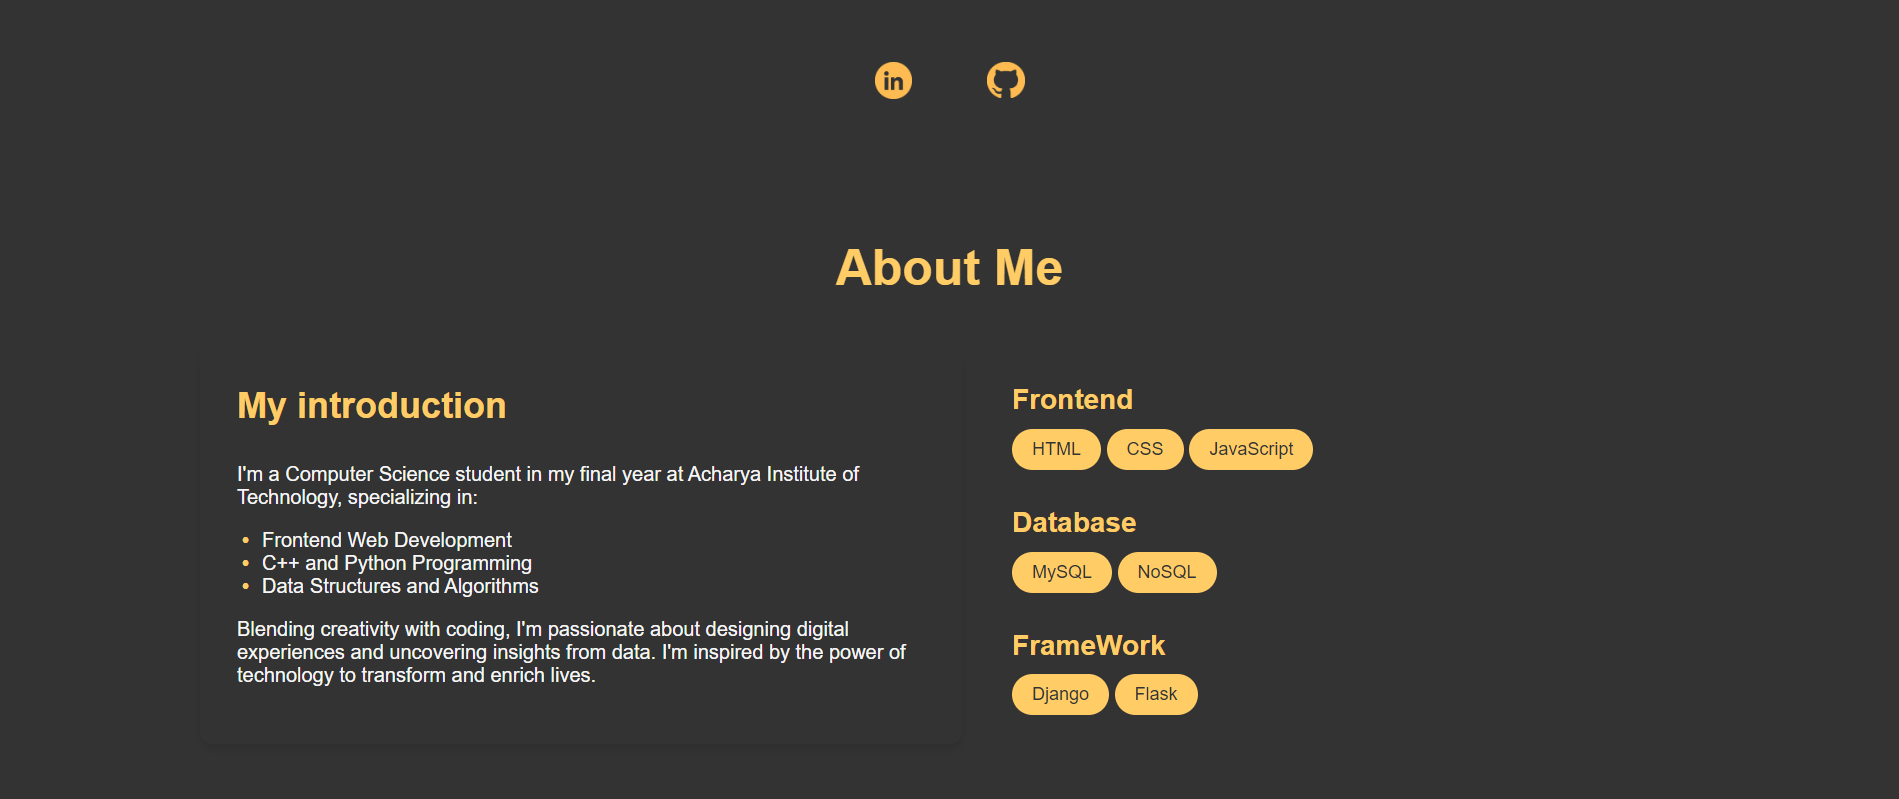 in
About Me
My introduction
I'm a Computer Science student in my final year at Acharya Institute of
Technology, specializing in:
• Frontend Web Development
• C++ and Python Programming
• Data Structures and Algorithms
Blending creativity with coding, I'm passionate about designing digital
experiences and uncovering insights from data. I'm inspired by the power of
technology to transform and enrich lives.
Frontend
HTML CSS JavaScript
Database
MySQL NoSQL
FrameWork
Django Flask